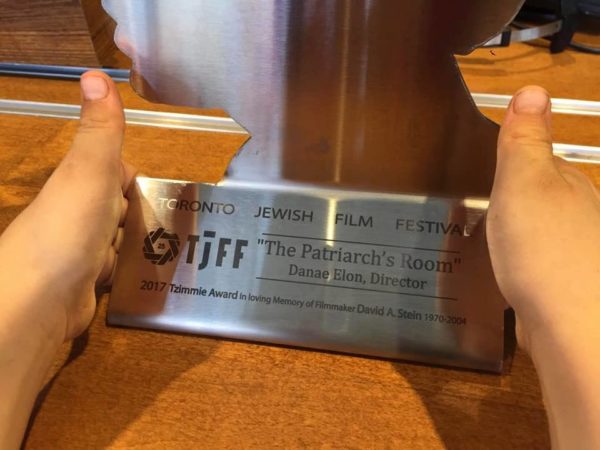 TORONTO JEWISH FILM FESTIVAL
25 TJFF
"The Patriarch's Room"
Danae Elon, Director
2017 Tzimmie Award in loving Memory of Filmmaker David A. Stein 1970-2004